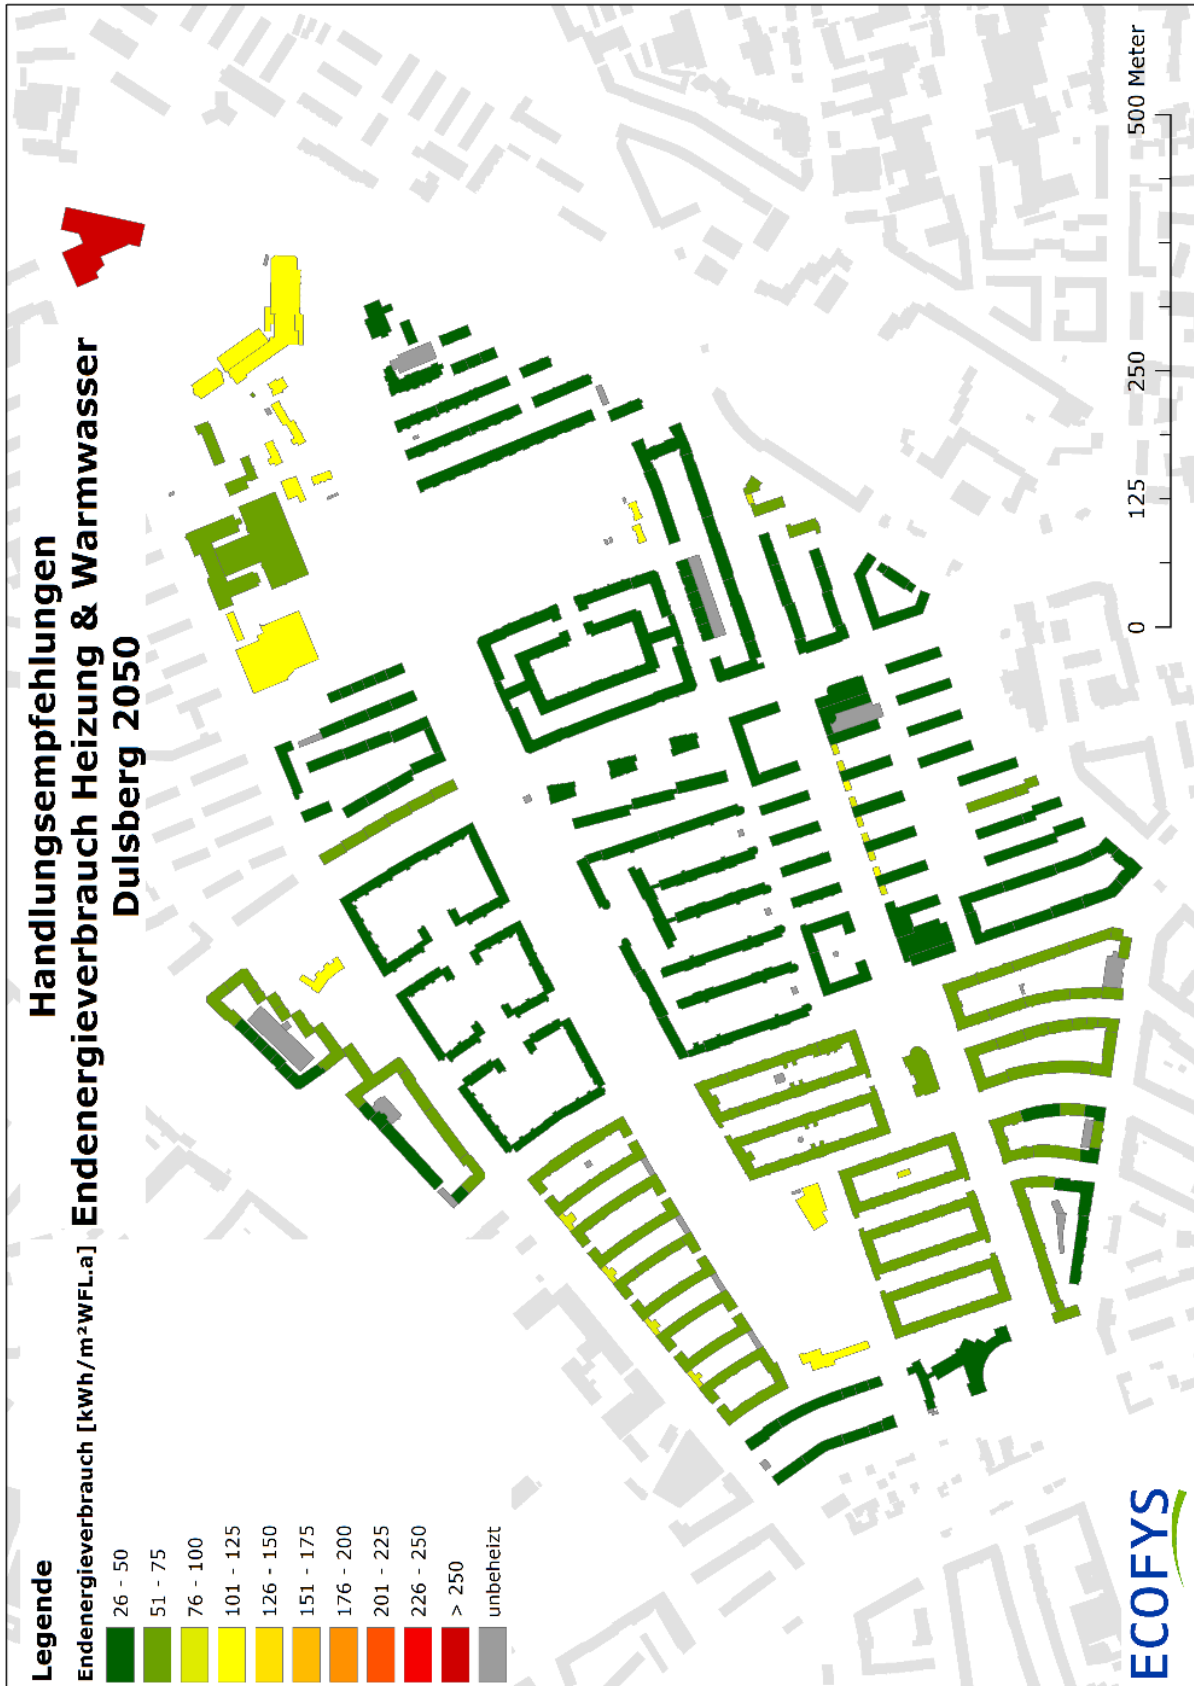 Handlungsempfehlungen
Endenergieverbrauch Heizung & Warmwasser
Dulsberg 2050
Legende
Endenergieverbrauch [kWh/m²WFL.a]
26 - 50
51 - 75
76 - 100
101 - 125
126 - 150
151 - 175
176 - 200
201 - 225
226 - 250
> 250
unbeheizt
ECOFYS
0 125 250 500 Meter